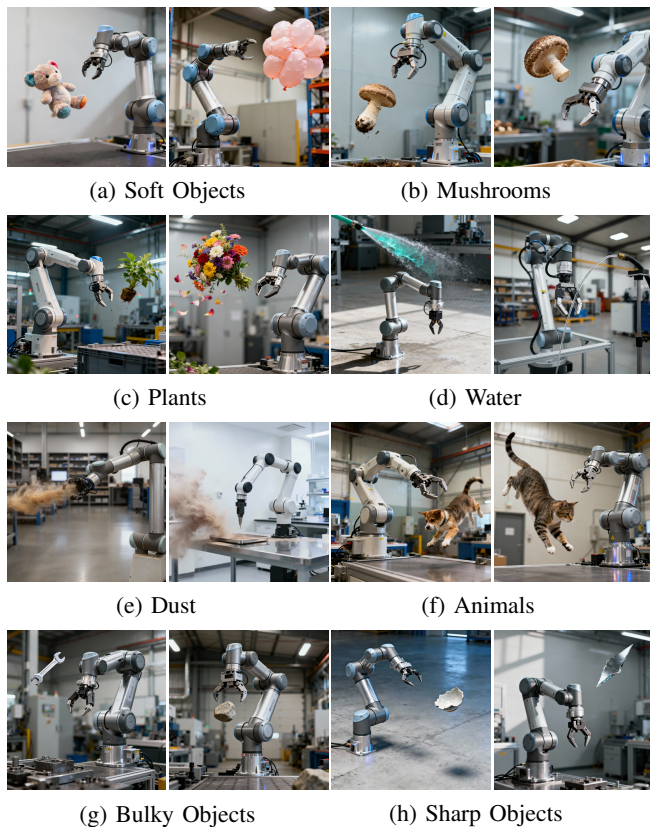 (a) Soft Objects
(b) Mushrooms
(c) Plants
(d) Water
(e) Dust
(f) Animals
(g) Bulky Objects
(h) Sharp Objects